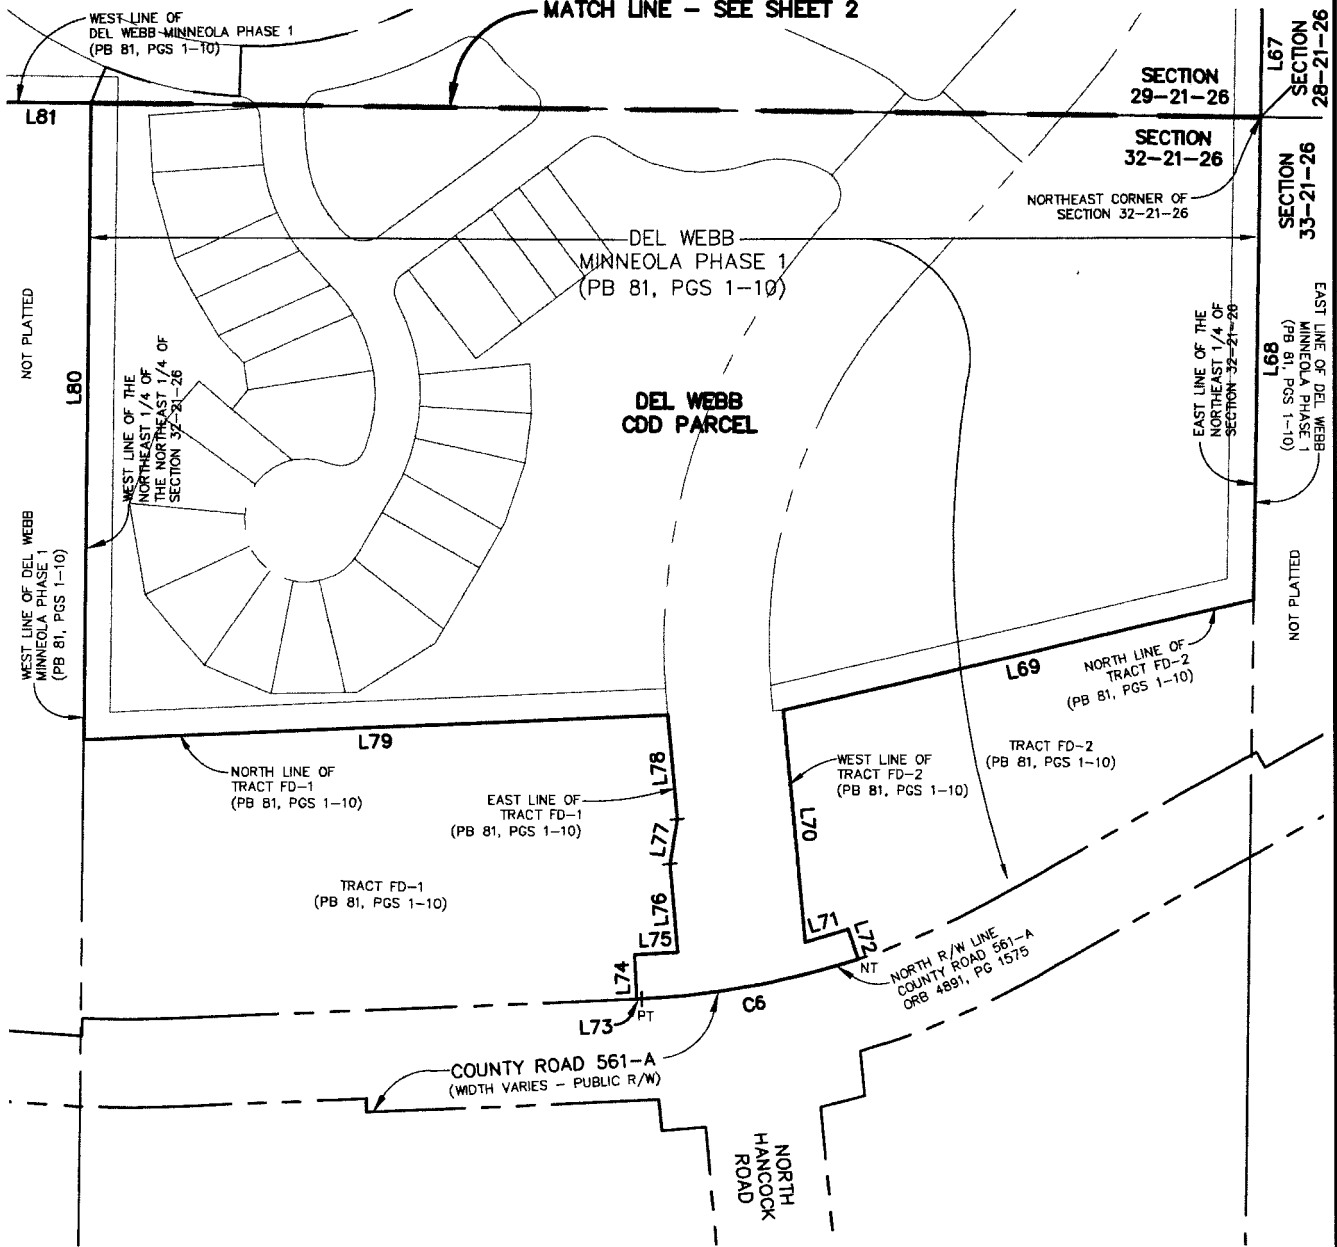 WEST LINE OF
DEL WEBB MINNEOLA PHASE 1
(PB 81, PGS 1-10)
MATCH LINE - SEE SHEET 2
L67
SECTION
28-21-26
SECTION
29-21-26
L81
SECTION
32-21-26
SECTION
33-21-26
NORTHEAST CORNER OF
SECTION 32-21-26
DEL WEBB
MINNEOLA PHASE 1
(PB 81, PGS 1-10)
NOT PLATTED
L80
WEST LINE OF THE
NORTHEAST 1/4 OF
THE NORTHEAST 1/4 OF
SECTION 32-21-26
DEL WEBB
CDD PARCEL
EAST LINE OF THE
NORTHEAST 1/4 OF
SECTION 32-21-26
L68
EAST LINE OF DEL WEBB
MINNEOLA PHASE 1
(PB 81, PGS 1-10)
WEST LINE OF DEL WEBB
MINNEOLA PHASE 1
(PB 81, PGS 1-10)
NOT PLATTED
L69
NORTH LINE OF
TRACT FD-2
(PB 81, PGS 1-10)
L79
NORTH LINE OF
TRACT FD-1
(PB 81, PGS 1-10)
L78
EAST LINE OF
TRACT FD-1
(PB 81, PGS 1-10)
WEST LINE OF
TRACT FD-2
(PB 81, PGS 1-10)
TRACT FD-2
(PB 81, PGS 1-10)
L77
L70
TRACT FD-1
(PB 81, PGS 1-10)
L76
L75
L71
L72
NT
L74
L73
PT
C6
NORTH R/W LINE
COUNTY ROAD 561-A
ORB 4891, PG 1575
COUNTY ROAD 561-A
(WIDTH VARIES - PUBLIC R/W)
NORTH
HANCOCK
ROAD